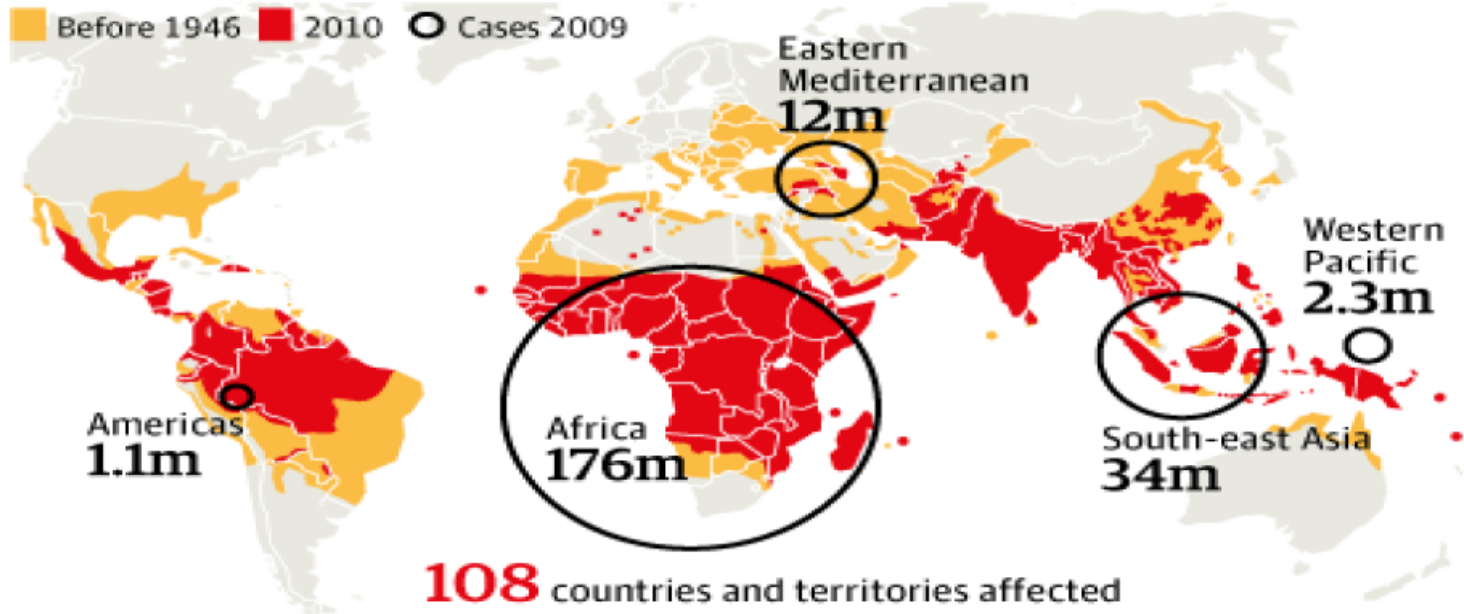 Before 1946 2010 Cases 2009
Eastern
Mediterranean
12m
Western
Pacific
2.3m
Americas
1.1m
Africa
176m
South-east Asia
34m
108 countries and territories affected